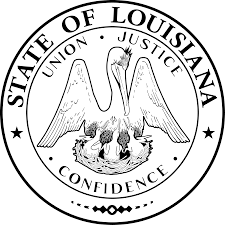 STATE OF LOUISIANA
UNION · JUSTICE
· CONFIDENCE ·